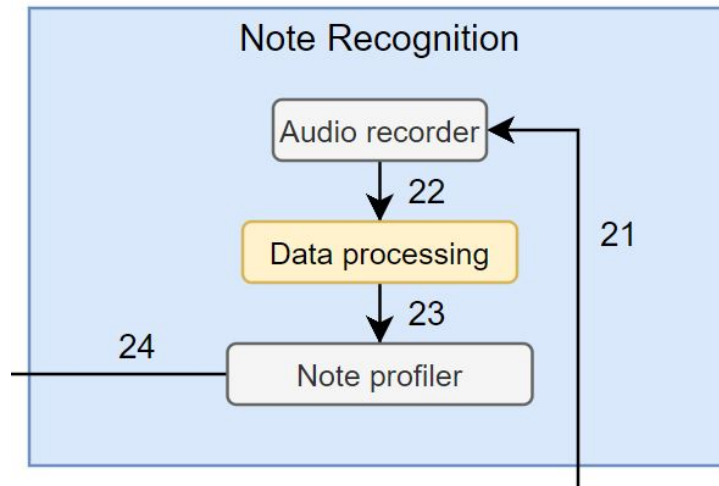 Note Recognition
Audio recorder
22
21
Data processing
23
24
Note profiler